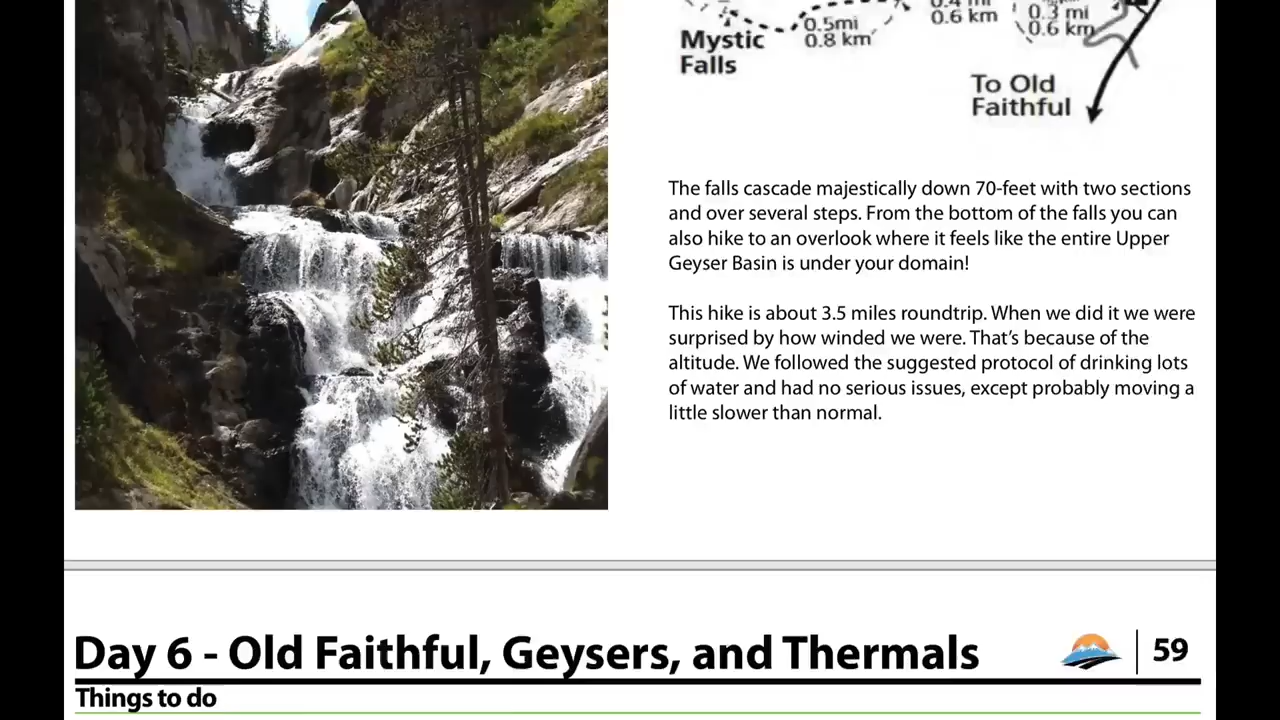 0.5mi
0.8 km
0.4 mi
0.6 km
0.3 mi
0.6 km
Mystic
Falls
To Old
Faithful
The falls cascade majestically down 70-feet with two sections
and over several steps. From the bottom of the falls you can
also hike to an overlook where it feels like the entire Upper
Geyser Basin is under your domain!
This hike is about 3.5 miles roundtrip. When we did it we were
surprised by how winded we were. That’s because of the
altitude. We followed the suggested protocol of drinking lots
of water and had no serious issues, except probably moving a
little slower than normal.
Day 6 - Old Faithful, Geysers, and Thermals
59
Things to do